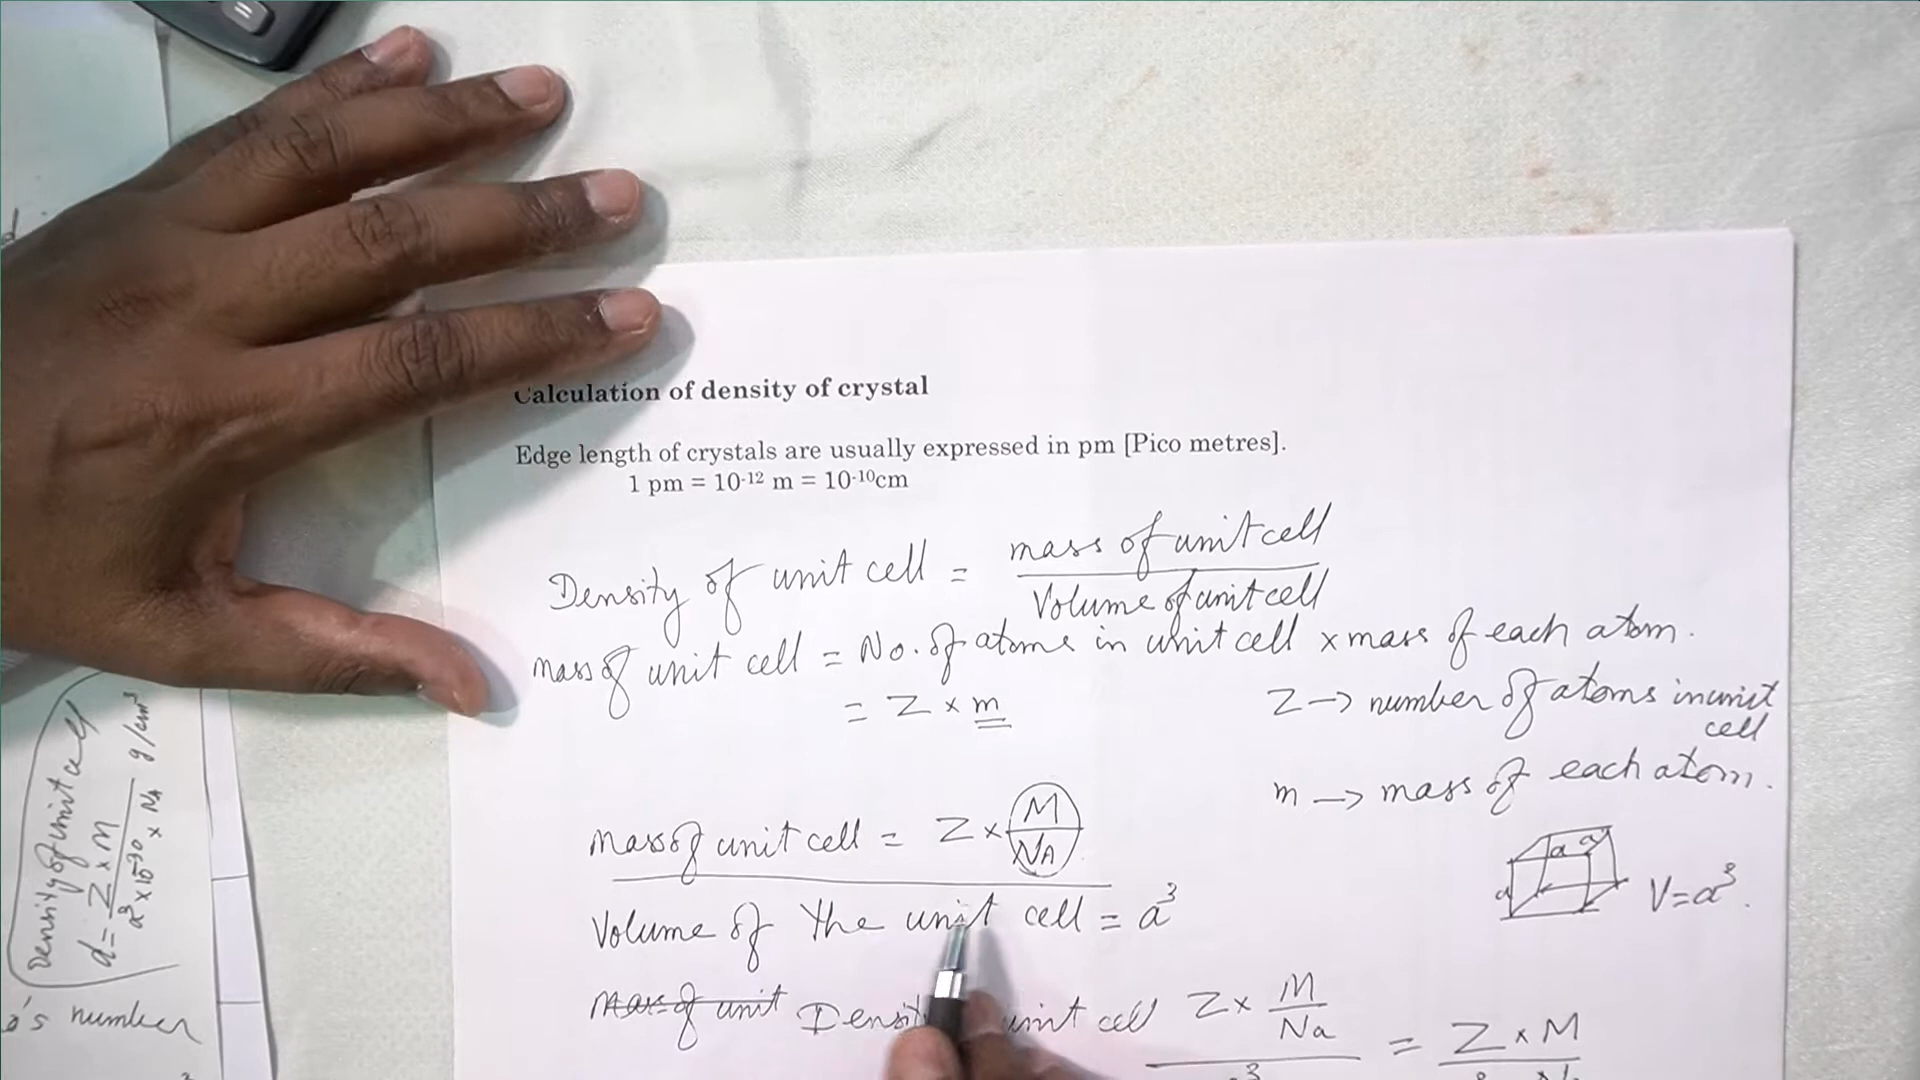 Calculation of density of crystal
Edge length of crystals are usually expressed in pm [Pico metres].
1 pm = 10⁻¹² m = 10⁻¹⁰cm
Density of unit cell = mass of unit cell / Volume of unit cell
mass of unit cell = No. of atoms in unit cell × mass of each atom.
= Z × m
Z → number of atoms in unit cell
m → mass of each atom.
mass of unit cell = Z × M/NA
a a a
V = a³.
Volume of the unit cell = a³
Mass of unit Density unit cell Z × M/Na = Z × M
3
Density of unit cell
d = Z × M / a³ × 10⁻³⁰ × NA g/cm³
o's number